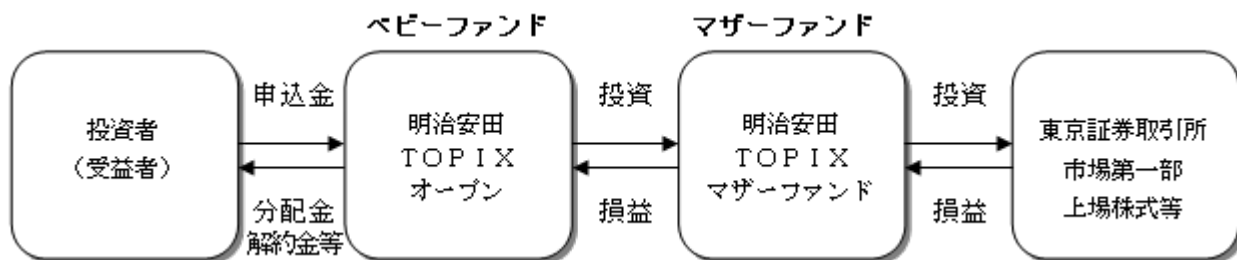 ベビーファンド
マザーファンド
投資者
（受益者）
申込金
分配金
解約金等
明治安田
ＴＯＰＩＸ
オープン
投資
損益
明治安田
ＴＯＰＩＸ
マザーファンド
投資
損益
東京証券取引所
市場第一部
上場株式等